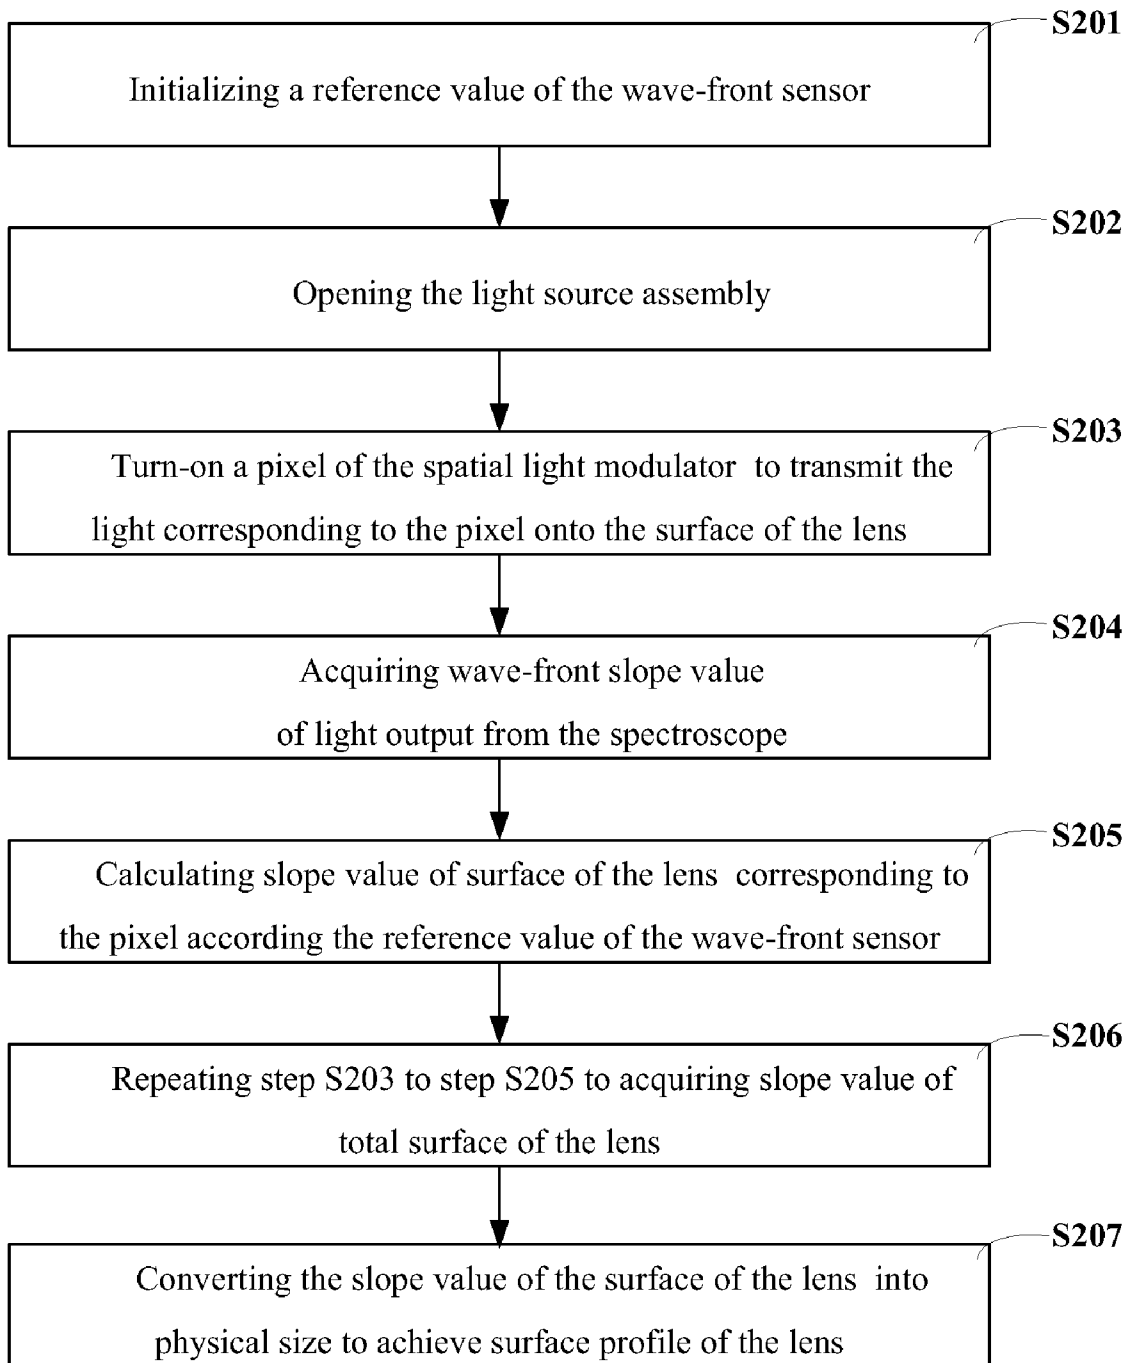 S201
Initializing a reference value of the wave-front sensor
S202
Opening the light source assembly
S203
Turn-on a pixel of the spatial light modulator to transmit the
light corresponding to the pixel onto the surface of the lens
S204
Acquiring wave-front slope value
of light output from the spectroscope
S205
Calculating slope value of surface of the lens corresponding to
the pixel according the reference value of the wave-front sensor
S206
Repeating step S203 to step S205 to acquiring slope value of
total surface of the lens
S207
Converting the slope value of the surface of the lens into
physical size to achieve surface profile of the lens